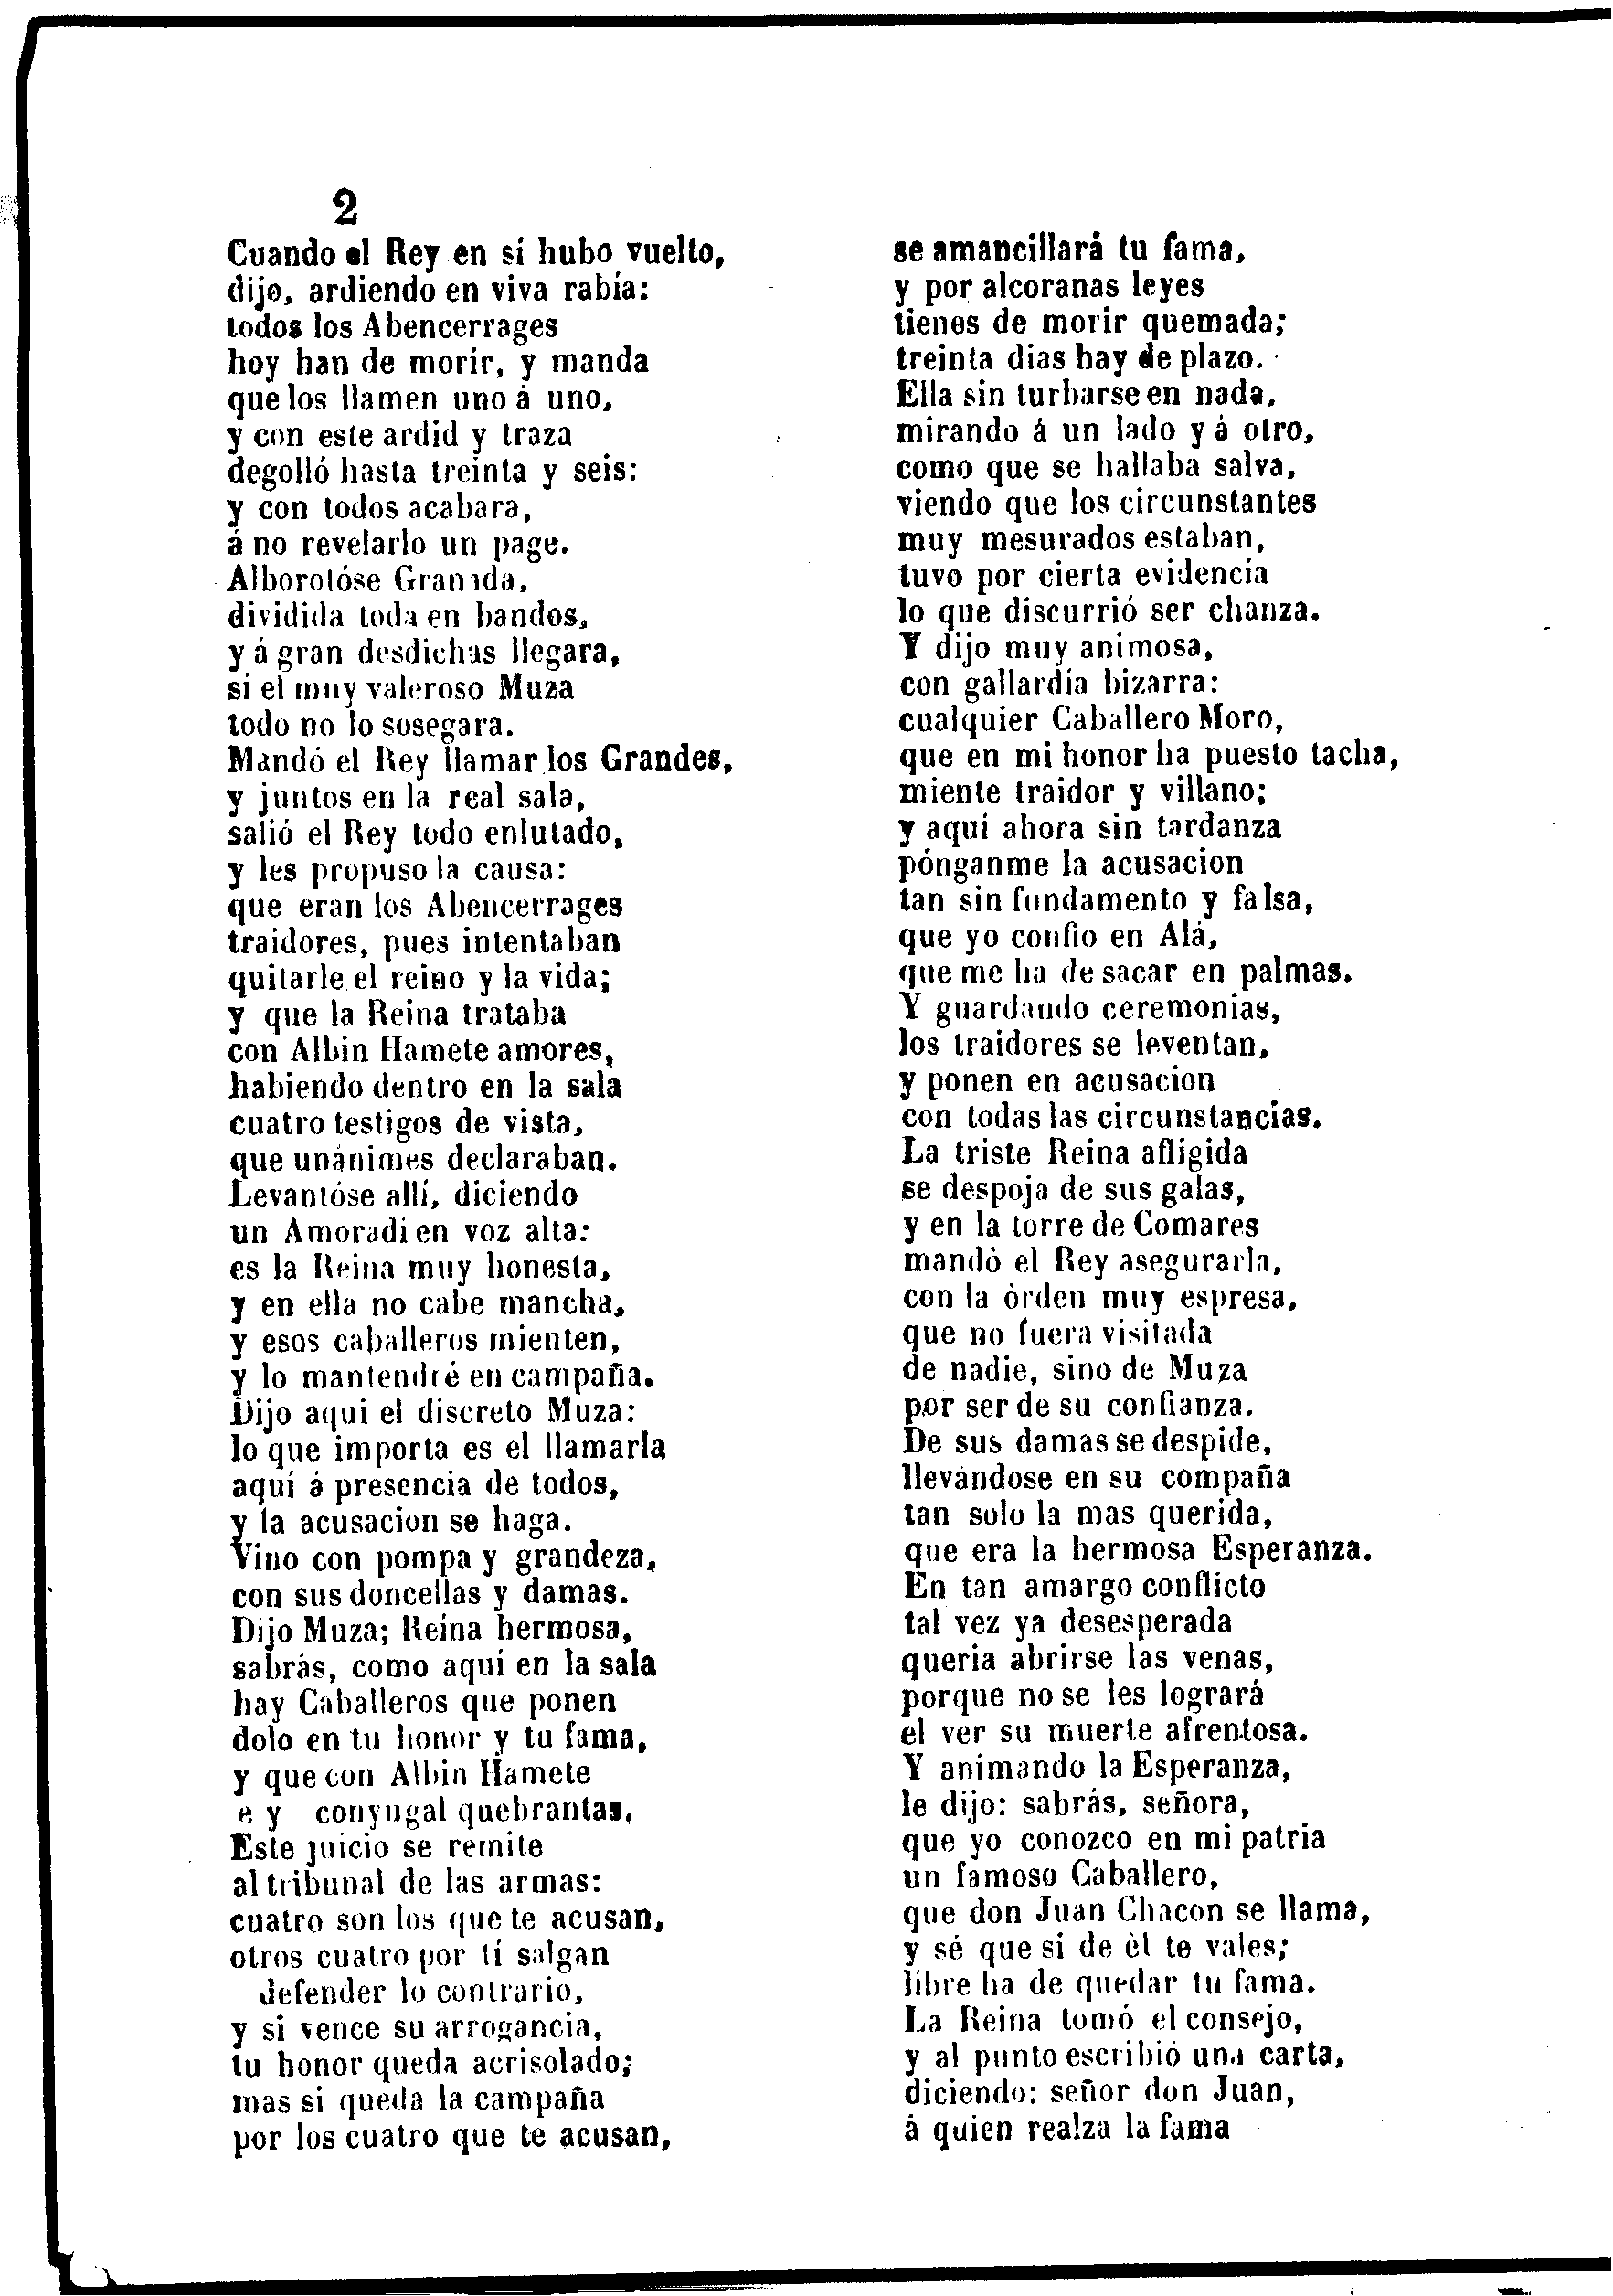 2
Cuando el Rey en sí hubo vuelto,
dijo, ardiendo en viva rabia:
todos los Abencerrages
hoy han de morir, y manda
que los llamen uno á uno,
y con este ardid y traza
degolló hasta treinta y seis:
y con todos acabara,
á no revelarlo un page.
Alborotóse Granada,
dividida toda en bandos,
y á gran desdichas llegara,
si el muy valeroso Muza
todo no lo sosegara.
Mandó el Rey llamar los Grandes,
y juntos en la real sala,
salió el Rey todo enlutado,
y les propuso la causa:
que eran los Abencerrages
traidores, pues intentaban
quitarle el reino y la vida;
y que la Reina trataba
con Albin Hamete amores,
habiendo dentro en la sala
cuatro testigos de vista,
que unánimes declaraban.
Levantóse allí, diciendo
un Amoradi en voz alta:
es la Reina muy honesta,
y en ella no cabe mancha,
y esos caballeros mienten,
y lo mantendré en campaña.
Dijo aqui el discreto Muza:
lo que importa es el llamarla
aquí á presencia de todos,
y la acusacion se haga.
Vino con pompa y grandeza,
con sus doncellas y damas.
Dijo Muza; Reina hermosa,
sabrás, como aqui en la sala
hay Caballeros que ponen
dolo en tu honor y tu fama,
y que con Albin Hamete
e y conyugal quebrantas,
Este juicio se remite
al tribunal de las armas:
cuatro son los que te acusan,
otros cuatro por tí salgan
defender lo contrario,
y si vence su arrogancia,
tu honor queda acrisolado;
mas si queda la campaña
por los cuatro que te acusan,
se amancillará tu fama,
y por alcoranas leyes
tienes de morir quemada;
treinta dias hay de plazo.
Ella sin turbarse en nada,
mirando á un lado y á otro,
como que se hallaba salva,
viendo que los circunstantes
muy mesurados estaban,
tuvo por cierta evidencia
lo que discurrió ser chanza.
Y dijo muy animosa,
con gallardía bizarra:
cualquier Caballero Moro,
que en mi honor ha puesto tacha,
miente traidor y villano;
y aquí ahora sin tardanza
pónganme la acusacion
tan sin fundamento y falsa,
que yo confio en Alá,
que me ha de sacar en palmas.
Y guardando ceremonias,
los traidores se leventan,
y ponen en acusacion
con todas las circunstancias.
La triste Reina afligida
se despoja de sus galas,
y en la torre de Comares
mandò el Rey asegurarla,
con la òrden muy espresa,
que no fuera visitada
de nadie, sino de Muza
por ser de su confianza.
De sus damas se despide,
llevándose en su compaña
tan solo la mas querida,
que era la hermosa Esperanza.
En tan amargo conflicto
tal vez ya desesperada
queria abrirse las venas,
porque no se les logrará
el ver su muerte afrentosa.
Y animando la Esperanza,
le dijo: sabrás, señora,
que yo conozco en mi patria
un famoso Caballero,
que don Juan Chacon se llama,
y sé que si de èl te vales;
libre ha de quedar tu fama.
La Reina tomó el consejo,
y al punto escribió una carta,
diciendo: señor don Juan,
á quien realza la fama